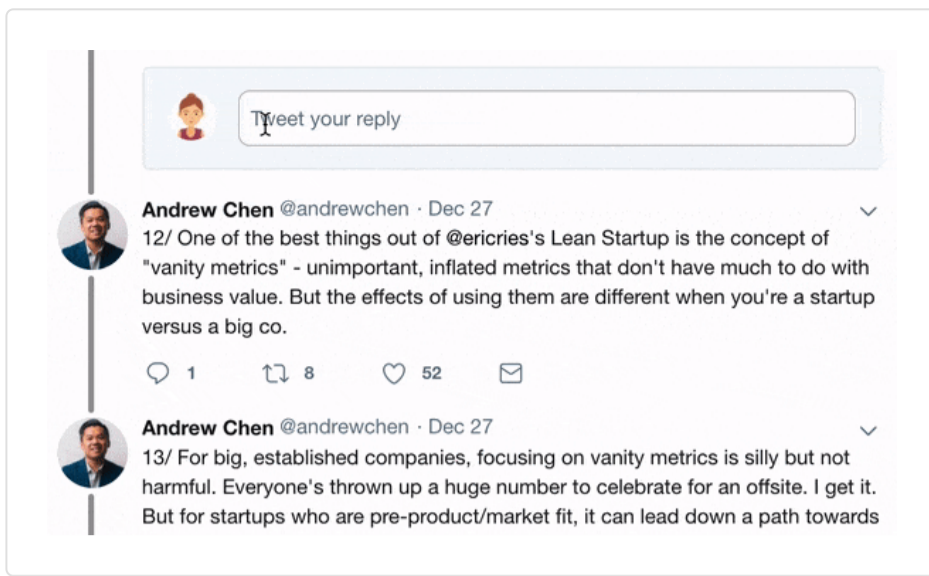 Tweet your reply
Andrew Chen @andrewchen · Dec 27
12/ One of the best things out of @ericries's Lean Startup is the concept of
"vanity metrics" - unimportant, inflated metrics that don't have much to do with
business value. But the effects of using them are different when you're a startup
versus a big co.
1 8 52
Andrew Chen @andrewchen · Dec 27
13/ For big, established companies, focusing on vanity metrics is silly but not
harmful. Everyone's thrown up a huge number to celebrate for an offsite. I get it.
But for startups who are pre-product/market fit, it can lead down a path towards